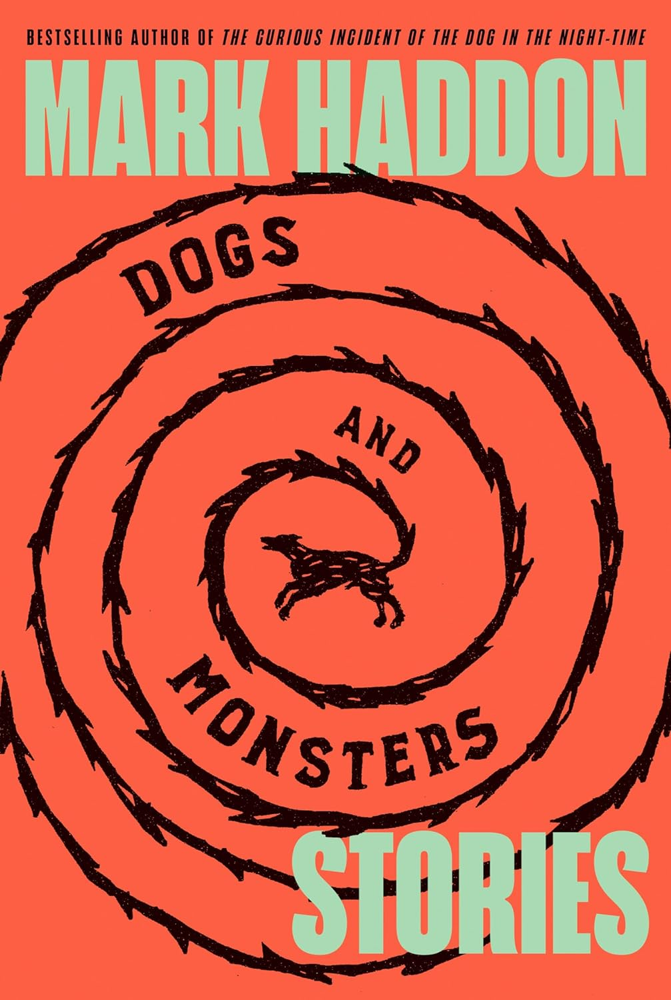 BESTSELLING AUTHOR OF THE CURIOUS INCIDENT OF THE DOG IN THE NIGHT-TIME
MARK HADDON
DOGS
AND
MONSTERS
STORIES